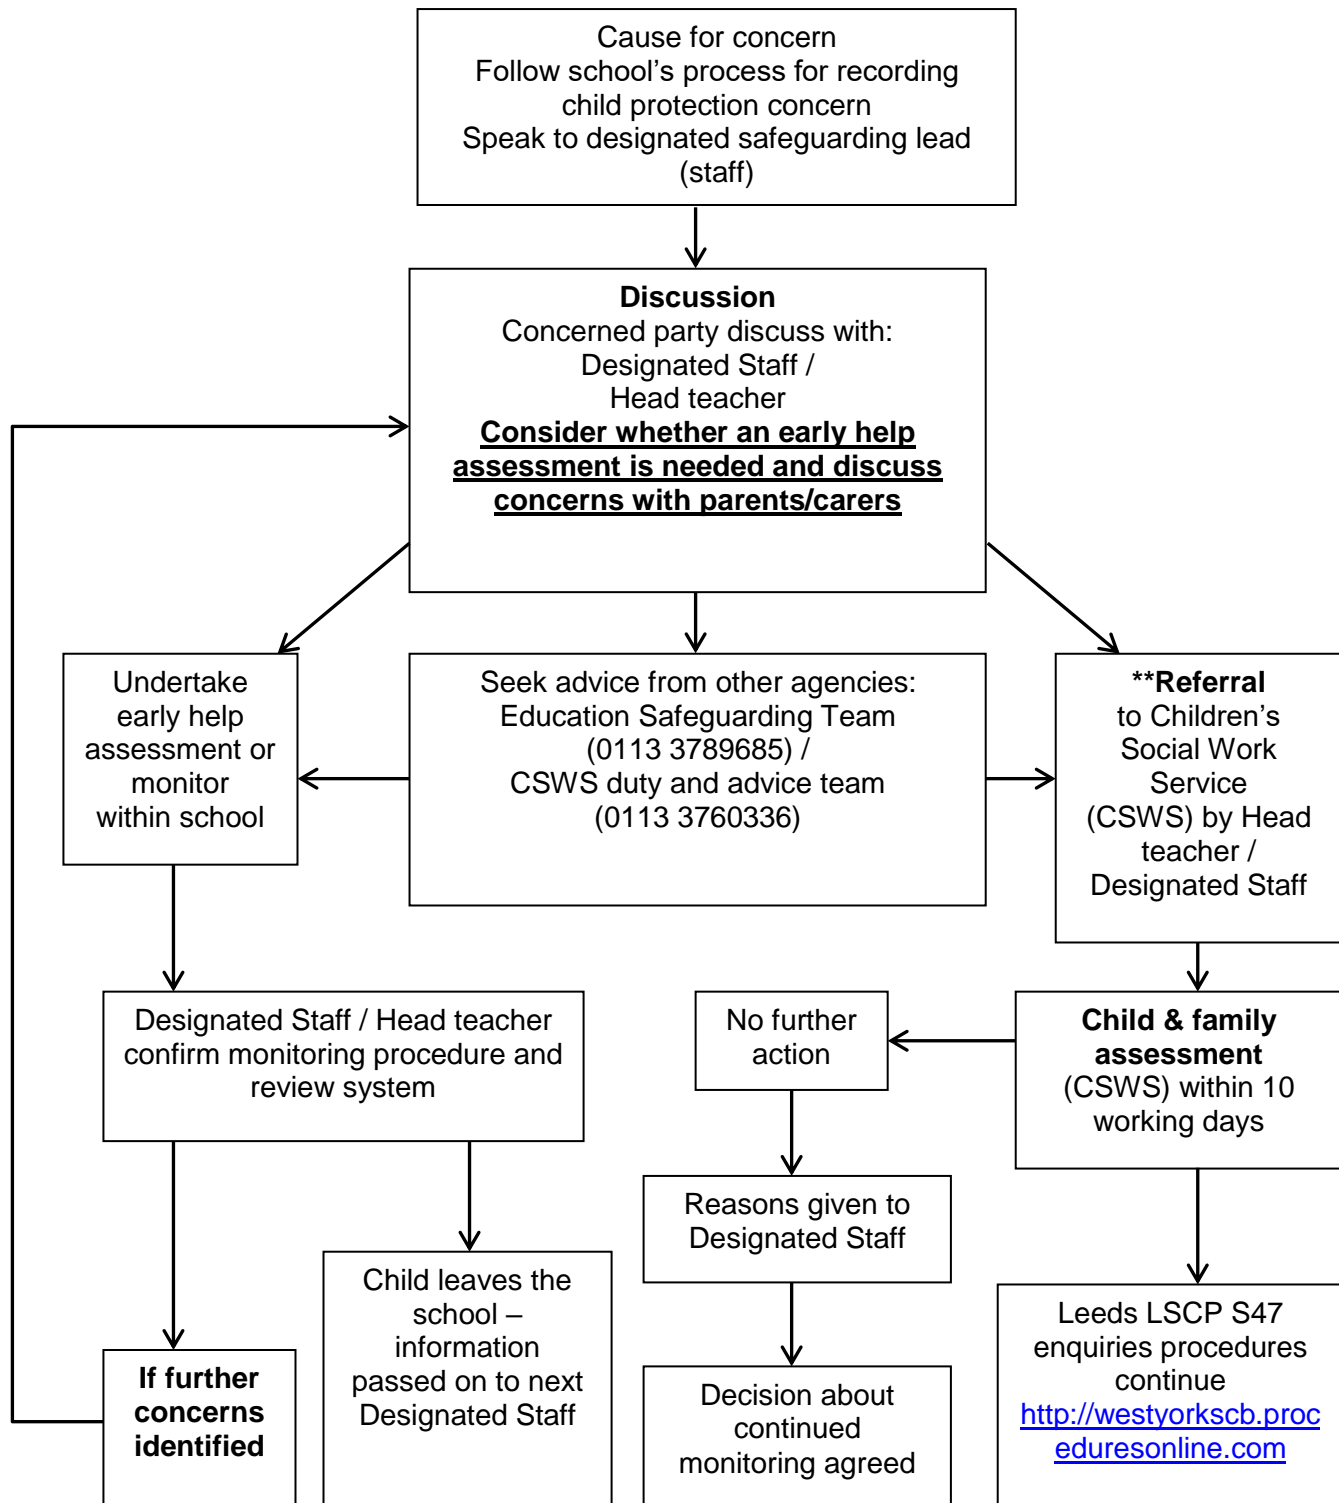 Cause for concern
Follow school’s process for recording
child protection concern
Speak to designated safeguarding lead
(staff)
Discussion
Concerned party discuss with:
Designated Staff /
Head teacher
Consider whether an early help
assessment is needed and discuss
concerns with parents/carers
Undertake
early help
assessment or
monitor
within school
Seek advice from other agencies:
Education Safeguarding Team
(0113 3789685) /
CSWS duty and advice team
(0113 3760336)
**Referral
to Children’s
Social Work
Service
(CSWS) by Head
teacher /
Designated Staff
Designated Staff / Head teacher
confirm monitoring procedure and
review system
No further
action
Child & family
assessment
(CSWS) within 10
working days
Reasons given to
Designated Staff
Child leaves the
school –
information
passed on to next
Designated Staff
If further
concerns
identified
Decision about
continued
monitoring agreed
Leeds LSCP S47
enquiries procedures
continue
http://westyorkscb.proc
eduresonline.com